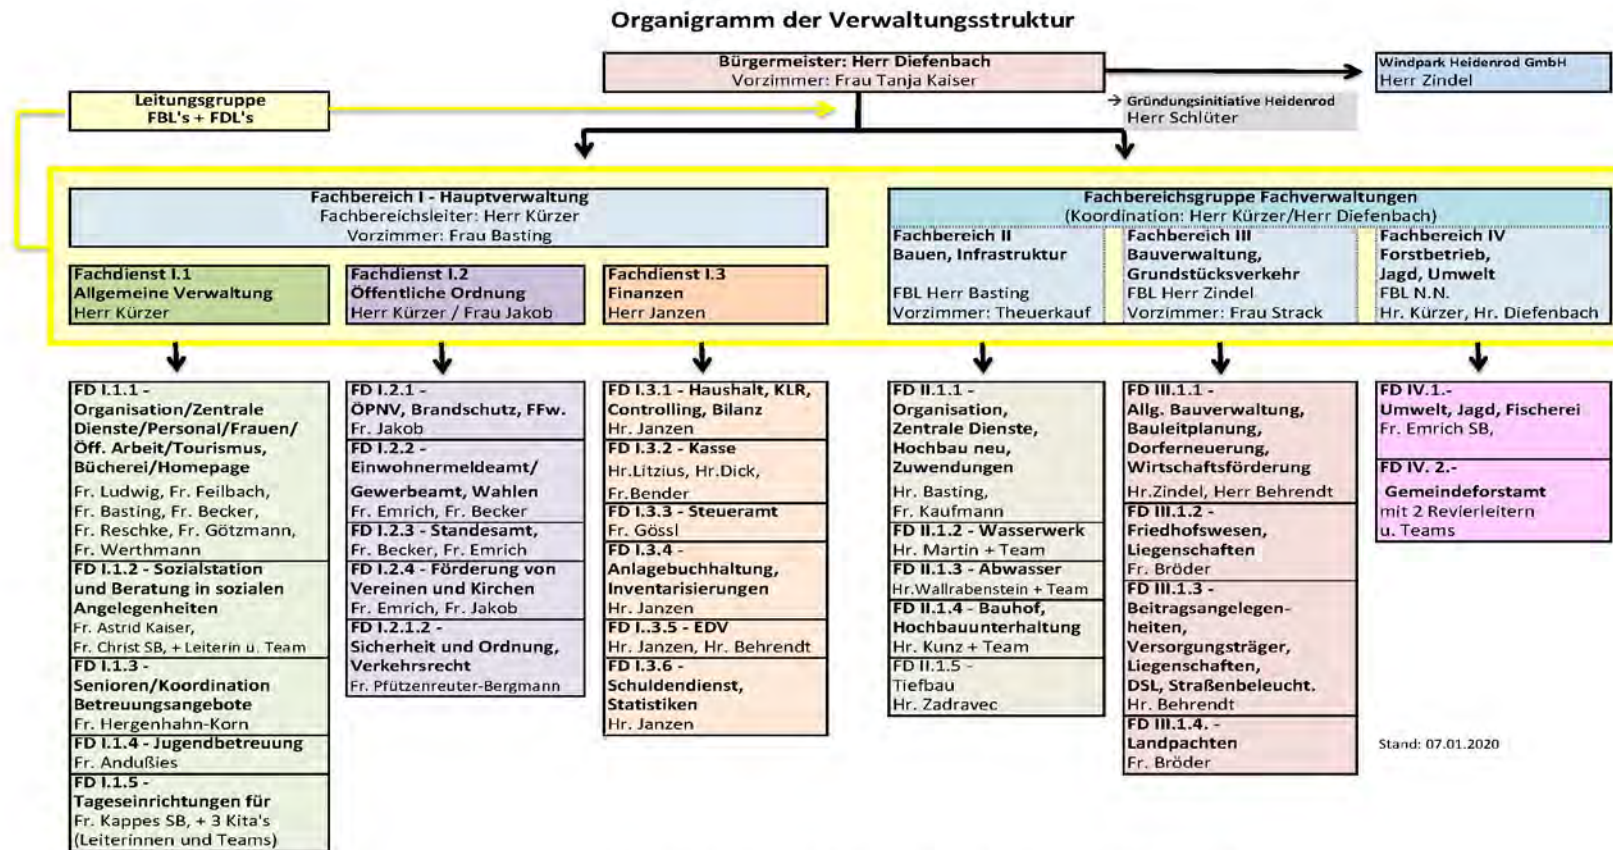 Organigramm der Verwaltungsstruktur
Bürgermeister: Herr Diefenbach
Vorzimmer: Frau Tanja Kaiser
Windpark Heidenrod GmbH
Herr Zindel
Leitungsgruppe
FBL's + FDL's
→ Gründungsinitiative Heidenrod
Herr Schlüter
Fachbereich I - Hauptverwaltung
Fachbereichsleiter: Herr Kürzer
Vorzimmer: Frau Basting
Fachbereichsgruppe Fachverwaltungen
(Koordination: Herr Kürzer/Herr Diefenbach)
Fachbereich II
Bauen, Infrastruktur
FBL Herr Basting
Vorzimmer: Theuerkauf
Fachbereich III
Bauverwaltung,
Grundstücksverkehr
FBL Herr Zindel
Vorzimmer: Frau Strack
Fachbereich IV
Forstbetrieb,
Jagd, Umwelt
FBL N.N.
Hr. Kürzer, Hr. Diefenbach
Fachdienst I.1
Allgemeine Verwaltung
Herr Kürzer
Fachdienst I.2
Öffentliche Ordnung
Herr Kürzer / Frau Jakob
Fachdienst I.3
Finanzen
Herr Janzen
FD I.1.1 -
Organisation/Zentrale
Dienste/Personal/Frauen/
Öff. Arbeit/Tourismus,
Bücherei/Homepage
Fr. Ludwig, Fr. Feilbach,
Fr. Basting, Fr. Becker,
Fr. Reschke, Fr. Götzmann,
Fr. Werthmann
FD I.1.2 - Sozialstation
und Beratung in sozialen
Angelegenheiten
Fr. Astrid Kaiser,
Fr. Christ SB, + Leiterin u. Team
FD I.1.3 -
Senioren/Koordination
Betreuungsangebote
Fr. Hergenhahn-Korn
FD I.1.4 - Jugendbetreuung
Fr. Andußies
FD I.1.5 -
Tageseinrichtungen für
Fr. Kappes SB, + 3 Kita's
(Leiterinnen und Teams)
FD I.2.1 -
ÖPNV, Brandschutz, FFw.
Fr. Jakob
FD I.2.2 -
Einwohnermeldeamt/
Gewerbeamt, Wahlen
Fr. Emrich, Fr. Becker
FD I.2.3 - Standesamt,
Fr. Becker, Fr. Emrich
FD I.2.4 - Förderung von
Vereinen und Kirchen
Fr. Emrich, Fr. Jakob
FD I.2.1.2 -
Sicherheit und Ordnung,
Verkehrsrecht
Fr. Pfützenreuter-Bergmann
FD I.3.1 - Haushalt, KLR,
Controlling, Bilanz
Hr. Janzen
FD I.3.2 - Kasse
Hr.Litzius, Hr.Dick,
Fr.Bender
FD I.3.3 - Steueramt
Fr. Gössl
FD I.3.4 -
Anlagebuchhaltung,
Inventarisierungen
Hr. Janzen
FD I..3.5 - EDV
Hr. Janzen, Hr. Behrendt
FD I.3.6 -
Schuldendienst,
Statistiken
Hr. Janzen
FD II.1.1 -
Organisation,
Zentrale Dienste,
Hochbau neu,
Zuwendungen
Hr. Basting,
Fr. Kaufmann
FD II.1.2 - Wasserwerk
Hr. Martin + Team
FD II.1.3 - Abwasser
Hr.Wallrabenstein + Team
FD II.1.4 - Bauhof,
Hochbauunterhaltung
Hr. Kunz + Team
FD II.1.5 -
Tiefbau
Hr. Zadravec
FD III.1.1 -
Allg. Bauverwaltung,
Bauleitplanung,
Dorferneuerung,
Wirtschaftsförderung
Hr.Zindel, Herr Behrendt
FD III.1.2 -
Friedhofswesen,
Liegenschaften
Fr. Bröder
FD III.1.3 -
Beitragsangelegen-
heiten,
Versorgungsträger,
Liegenschaften,
DSL, Straßenbeleucht.
Hr. Behrendt
FD III.1.4. -
Landpachten
Fr. Bröder
FD IV.1.-
Umwelt, Jagd, Fischerei
Fr. Emrich SB,
FD IV. 2.-
Gemeindeforstamt
mit 2 Revierleitern
u. Teams
Stand: 07.01.2020